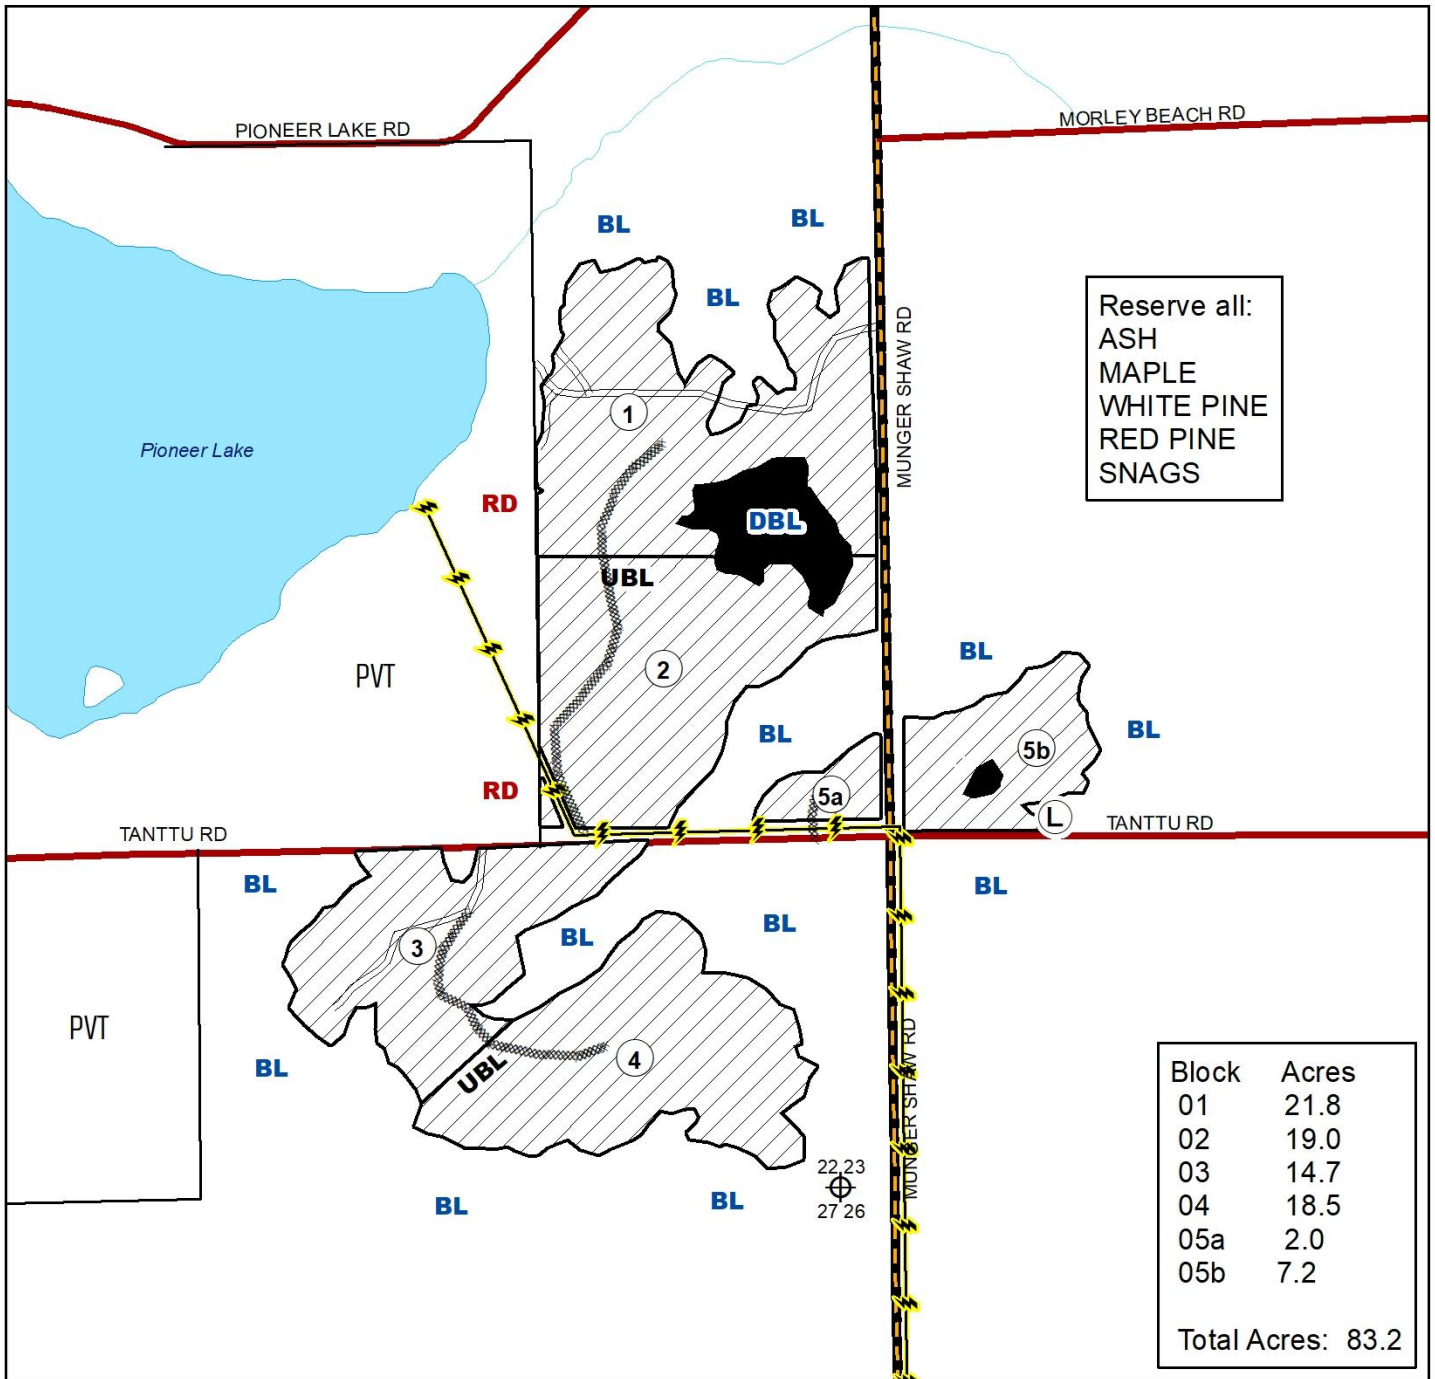 PIONEER LAKE RD
MORLEY BEACH RD
BL
BL
BL
MUNGER SHAW RD
Reserve all:
ASH
MAPLE
WHITE PINE
RED PINE
SNAGS
1
Pioneer Lake
RD
DBL
UBL
PVT
2
BL
BL
BL
5b
RD
5a
L
TANTTU RD
TANTTU RD
BL
BL
BL
BL
3
PVT
BL
4
UBL
MUNGER SHAW RD
22 23
27 26
BL
BL
Block Acres
01 21.8
02 19.0
03 14.7
04 18.5
05a 2.0
05b 7.2
Total Acres: 83.2